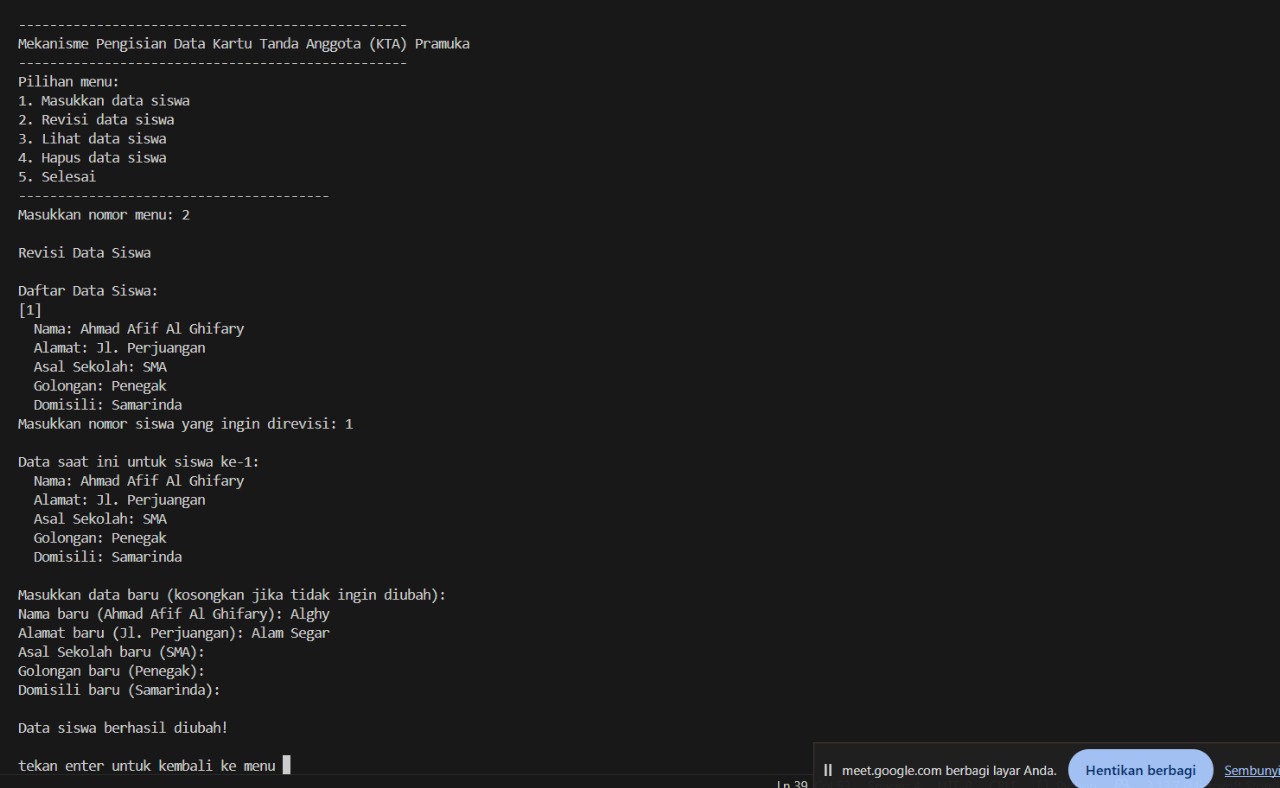 --------------------------------------------------
Mekanisme Pengisian Data Kartu Tanda Anggota (KTA) Pramuka
--------------------------------------------------
Pilihan menu:
1. Masukkan data siswa
2. Revisi data siswa
3. Lihat data siswa
4. Hapus data siswa
5. Selesai
----------------------------------------
Masukkan nomor menu: 2
Revisi Data Siswa
Daftar Data Siswa:
[1]
Nama: Ahmad Afif Al Ghifary
Alamat: Jl. Perjuangan
Asal Sekolah: SMA
Golongan: Penegak
Domisili: Samarinda
Masukkan nomor siswa yang ingin direvisi: 1
Data saat ini untuk siswa ke-1:
Nama: Ahmad Afif Al Ghifary
Alamat: Jl. Perjuangan
Asal Sekolah: SMA
Golongan: Penegak
Domisili: Samarinda
Masukkan data baru (kosongkan jika tidak ingin diubah):
Nama baru (Ahmad Afif Al Ghifary): Alghy
Alamat baru (Jl. Perjuangan): Alam Segar
Asal Sekolah baru (SMA):
Golongan baru (Penegak):
Domisili baru (Samarinda):
Data siswa berhasil diubah!
tekan enter untuk kembali ke menu
meet.google.com berbagi layar Anda. Hentikan berbagi Sembunyi
Ln 39